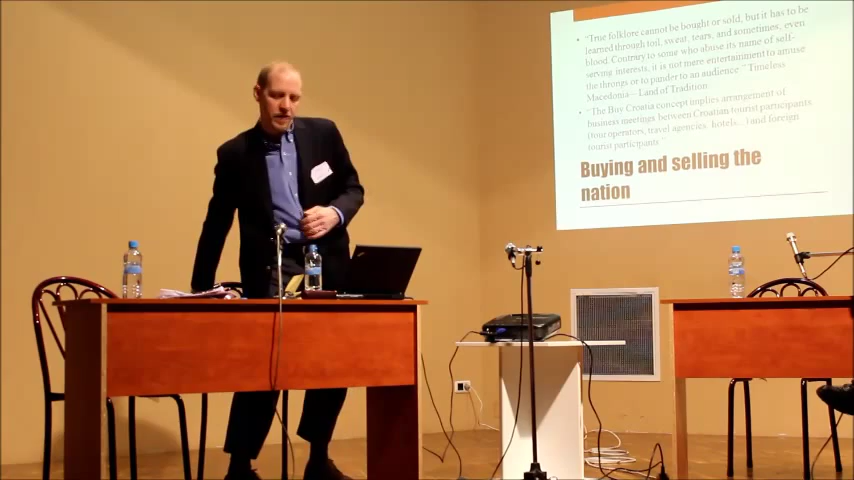 • "True folklore cannot be bought or sold, but it has to be
learned through toil, sweat, tears, and sometimes, even
blood. Contrary to some who abuse its name of self-
serving interests, it is not mere entertainment to amuse
the throngs or to pander to an audience." Timeless
Macedonia – Land of Tradition
• "The Buy Croatia concept implies arrangement of
business meetings between Croatian tourist participants
(tour operators, travel agencies, hotels...) and foreign
tourist participants."
Buying and selling the
nation